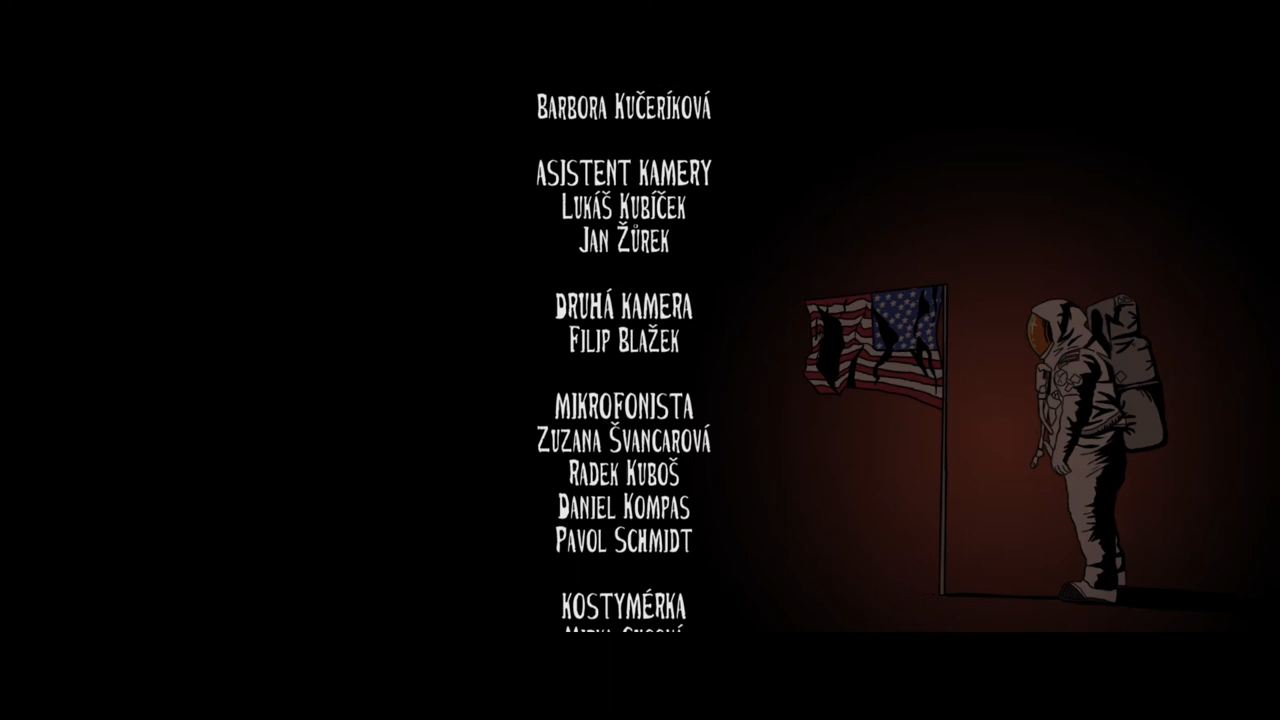 BARBORA KUČERÍKOVÁ
ASISTENT KAMERY
LUKÁŠ KUBÍČEK
JAN ŽŮREK
DRUHÁ KAMERA
FILIP BLAŽEK
MIKROFONISTA
ZUZANA ŠVANCAROVÁ
RADEK KUBOŠ
DANIEL KOMPAS
PAVOL SCHMIDT
KOSTYMÉRKA